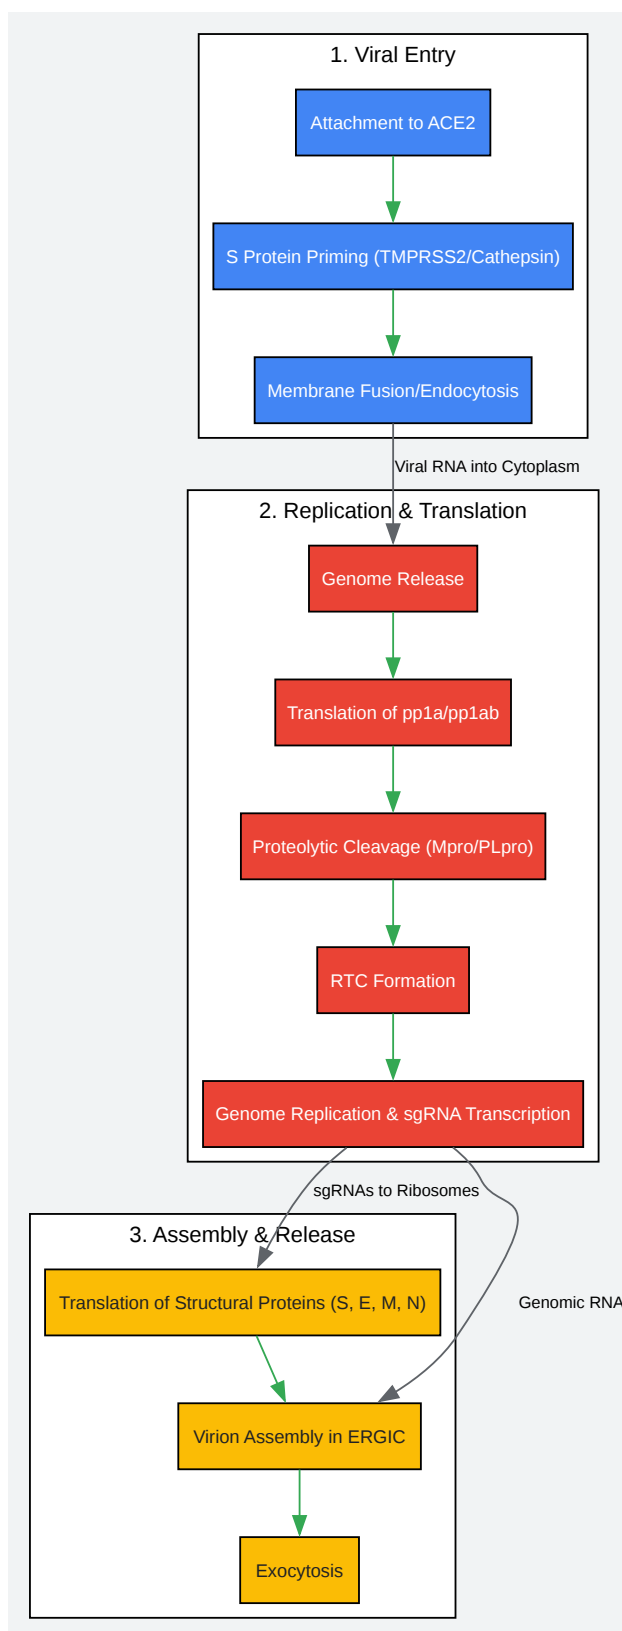 1. Viral Entry
Attachment to ACE2
S Protein Priming (TMPRSS2/Cathepsin)
Membrane Fusion/Endocytosis
Viral RNA into Cytoplasm
2. Replication & Translation
Genome Release
Translation of pp1a/pp1ab
Proteolytic Cleavage (Mpro/PLpro)
RTC Formation
Genome Replication & sgRNA Transcription
sgRNAs to Ribosomes
3. Assembly & Release
Translation of Structural Proteins (S, E, M, N)
Genomic RNA
Virion Assembly in ERGIC
Exocytosis